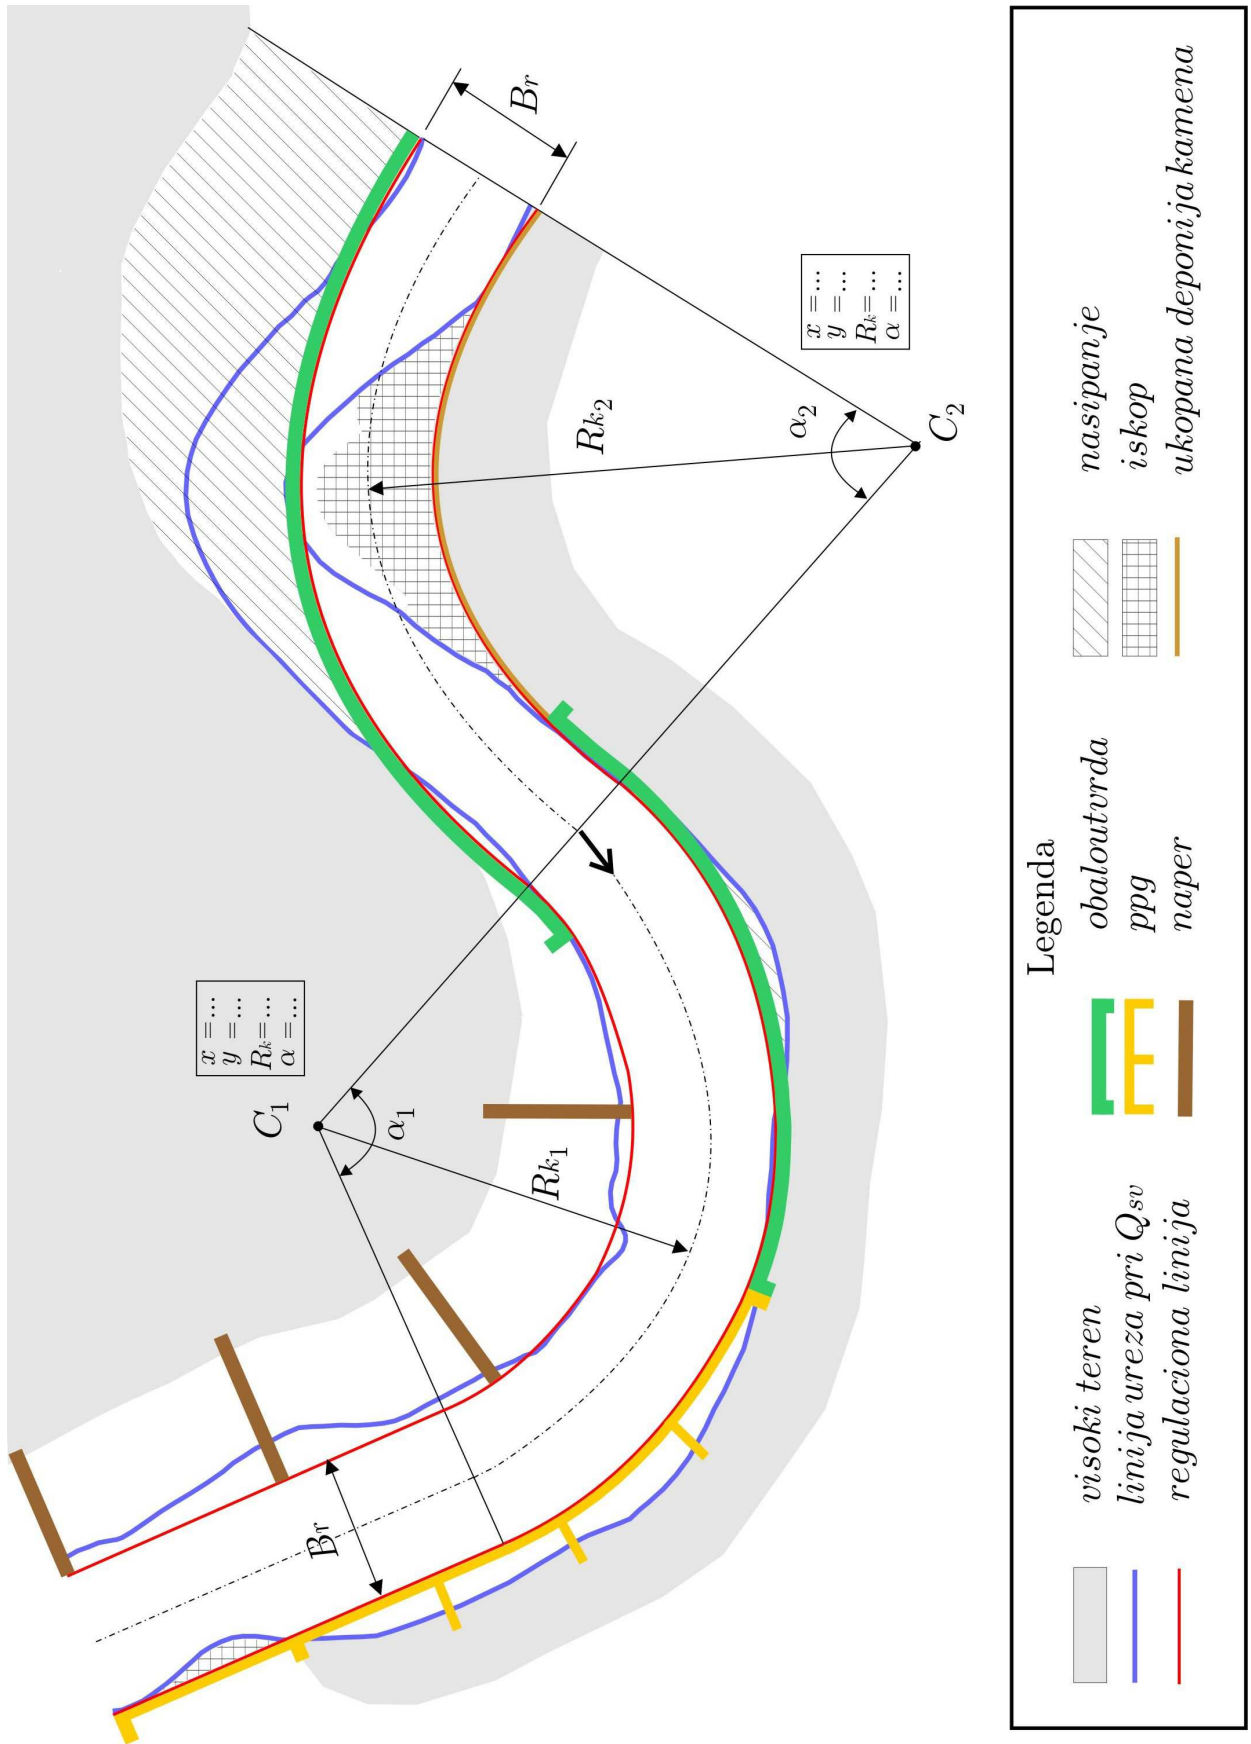 Br
Br
C₁
α₁
Rk₁
x = ...
y = ...
Rk= ...
α = ...
C₂
α₂
Rk₂
x = ...
y = ...
Rk= ...
α = ...
Legenda
visoki teren
linija ureza pri Qsv
regulaciona linija
obaloutvrda
ppg
naper
nasipanje
iskop
ukopana deponija kamena